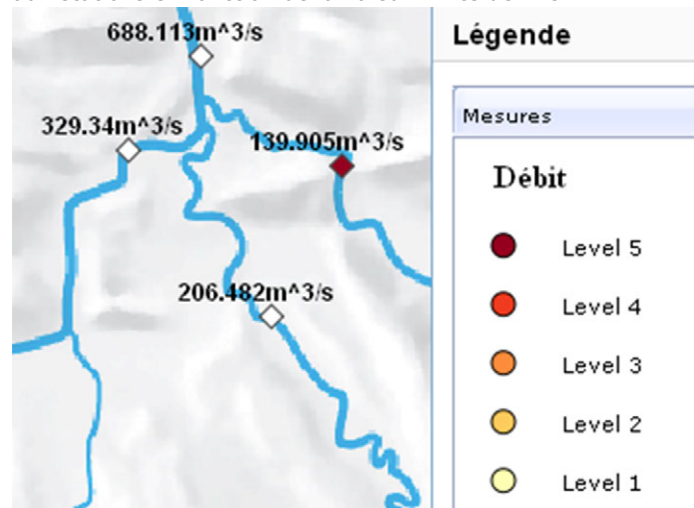 688.113m^3/s
329.34m^3/s
139.905m^3/s
206.482m^3/s
Légende
Mesures
Débit
Level 5
Level 4
Level 3
Level 2
Level 1